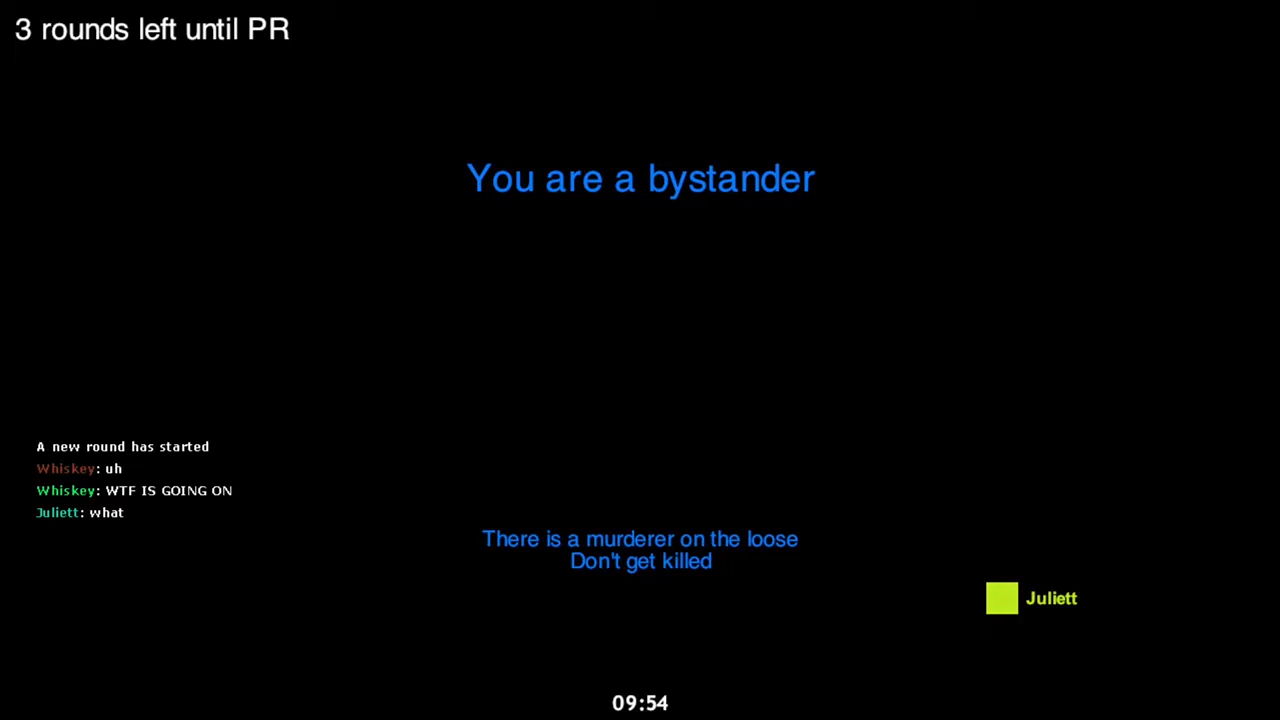 3 rounds left until PR
You are a bystander
A new round has started
Whiskey: uh
Whiskey: WTF IS GOING ON
Juliett: what
There is a murderer on the loose
Don't get killed
Juliett
09:54